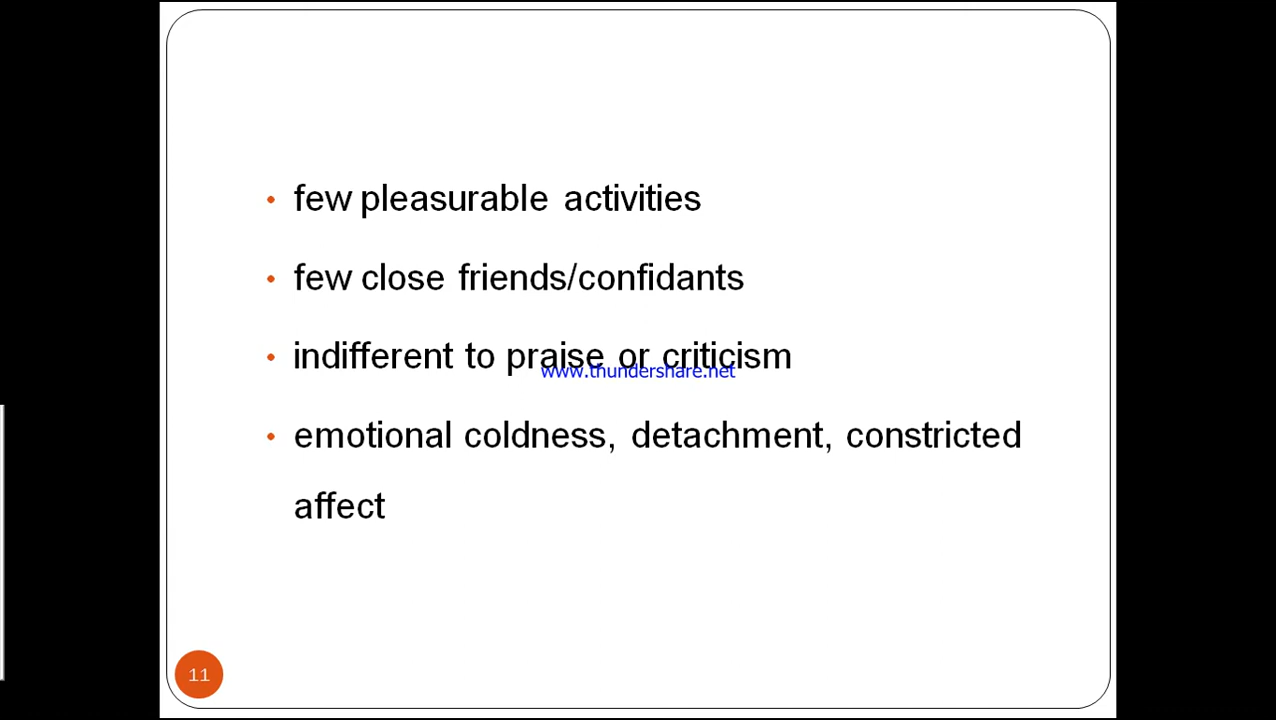 few pleasurable activities
few close friends/confidants
indifferent to praise or criticism
www.thundershare.net
emotional coldness, detachment, constricted
affect
11